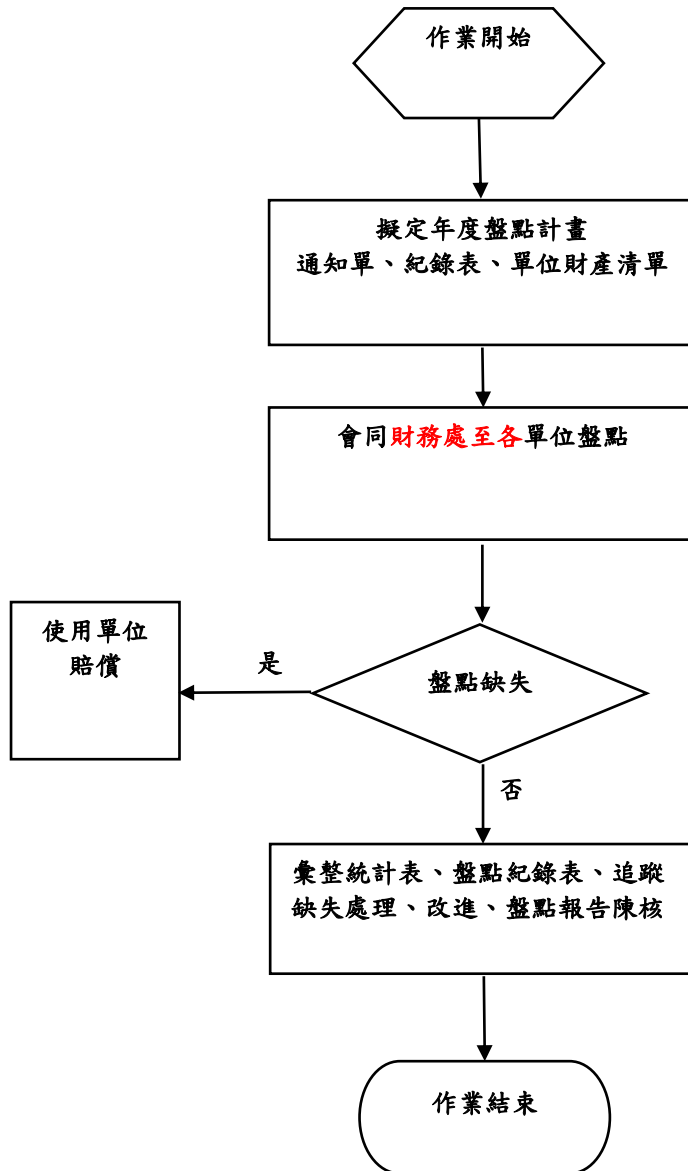 作業開始
擬定年度盤點計畫
通知單、紀錄表、單位財產清單
會同財務處至各單位盤點
使用單位
賠償
是
盤點缺失
否
彙整統計表、盤點紀錄表、追蹤
缺失處理、改進、盤點報告陳核
作業結束